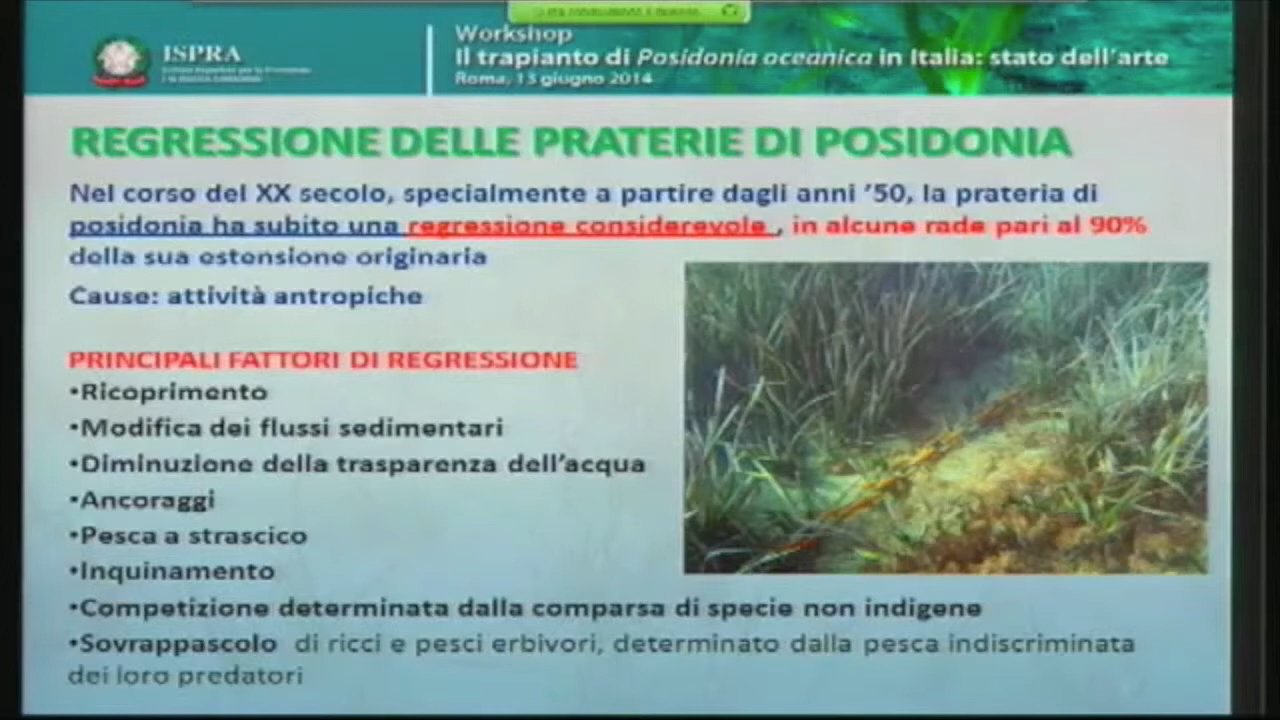 ISPRA
Workshop
Il trapianto di Posidonia oceanica in Italia: stato dell'arte
Roma, 13 giugno 2014
REGRESSIONE DELLE PRATERIE DI POSIDONIA
Nel corso del XX secolo, specialmente a partire dagli anni '50, la prateria di
posidonia ha subito una regressione considerevole , in alcune rade pari al 90%
della sua estensione originaria
Cause: attività antropiche
PRINCIPALI FATTORI DI REGRESSIONE
•Ricoprimento
•Modifica dei flussi sedimentari
•Diminuzione della trasparenza dell'acqua
•Ancoraggi
•Pesca a strascico
•Inquinamento
•Competizione determinata dalla comparsa di specie non indigene
•Sovrappascolo di ricci e pesci erbivori, determinato dalla pesca indiscriminata
dei loro predatori